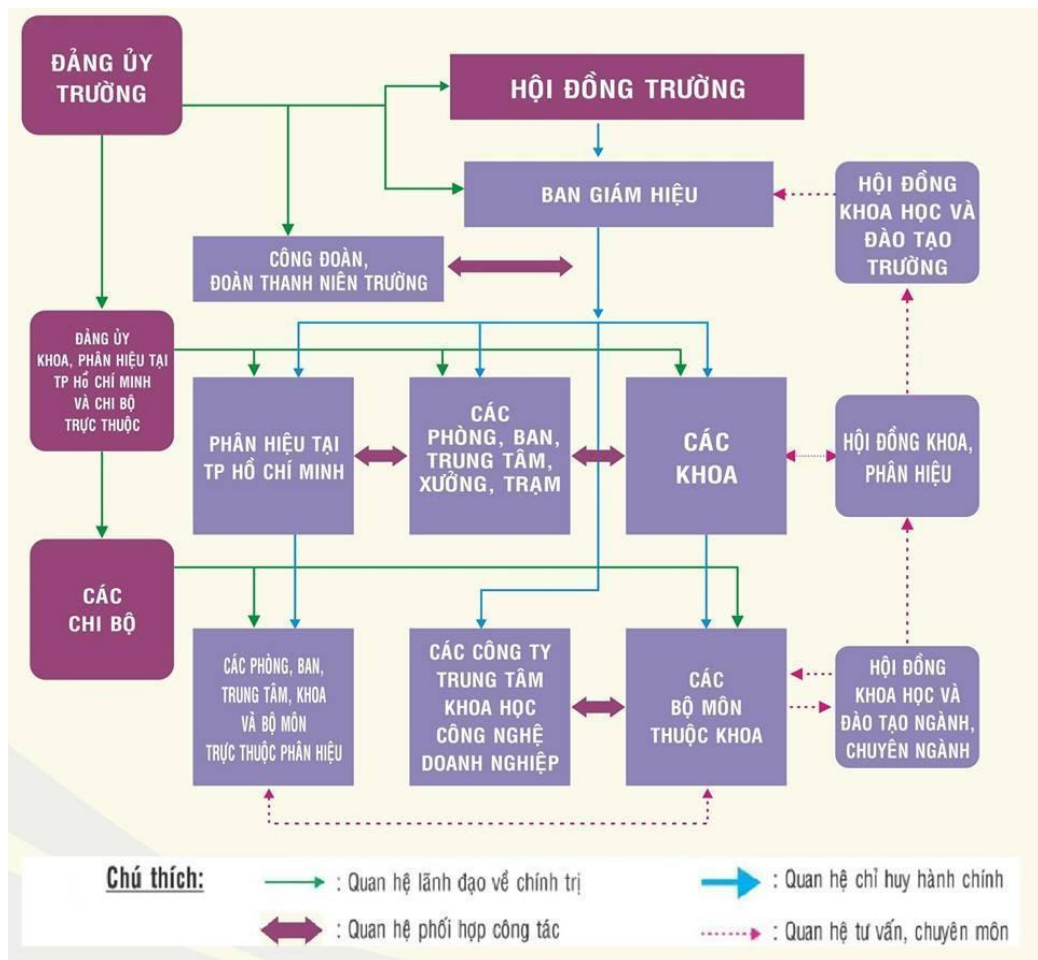 ĐẢNG ỦY
TRƯỜNG
HỘI ĐỒNG TRƯỜNG
BAN GIÁM HIỆU
HỘI ĐỒNG
KHOA HỌC VÀ
ĐÀO TẠO
TRƯỜNG
CÔNG ĐOÀN,
ĐOÀN THANH NIÊN TRƯỜNG
ĐẢNG ỦY
KHOA, PHÂN HIỆU TẠI
TP HỒ CHÍ MINH
VÀ CHI BỘ
TRỰC THUỘC
PHÂN HIỆU TẠI
TP HỒ CHÍ MINH
CÁC
PHÒNG, BAN,
TRUNG TÂM,
XƯỞNG, TRẠM
CÁC
KHOA
HỘI ĐỒNG KHOA,
PHÂN HIỆU
CÁC
CHI BỘ
CÁC PHÒNG, BAN,
TRUNG TÂM, KHOA
VÀ BỘ MÔN
TRỰC THUỘC PHÂN HIỆU
CÁC CÔNG TY
TRUNG TÂM
KHOA HỌC
CÔNG NGHỆ
DOANH NGHIỆP
CÁC
BỘ MÔN
THUỘC KHOA
HỘI ĐỒNG
KHOA HỌC VÀ
ĐÀO TẠO NGÀNH,
CHUYÊN NGÀNH
Chú thích:
: Quan hệ lãnh đạo về chính trị
: Quan hệ chỉ huy hành chính
: Quan hệ phối hợp công tác
: Quan hệ tư vấn, chuyên môn